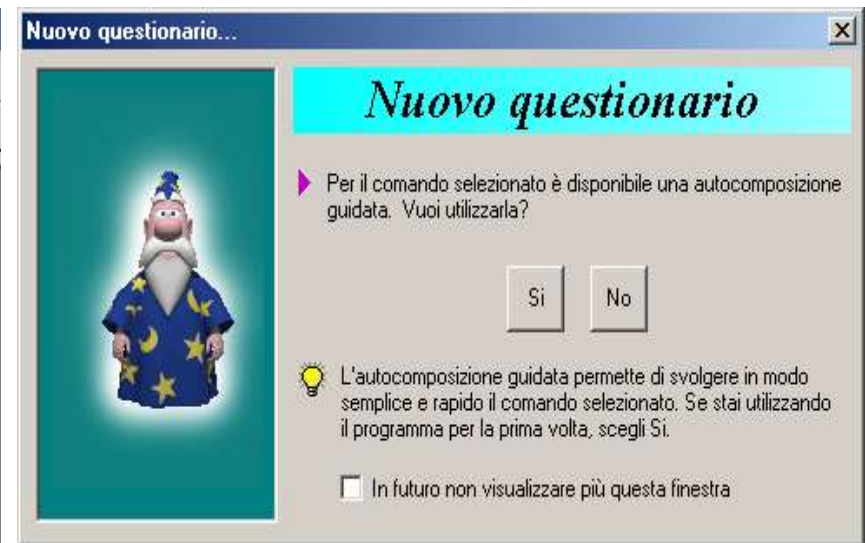 Nuovo questionario...
Nuovo questionario
Per il comando selezionato è disponibile una autocomposizione
guidata. Vuoi utilizzarla?
Si No
L'autocomposizione guidata permette di svolgere in modo
semplice e rapido il comando selezionato. Se stai utilizzando
il programma per la prima volta, scegli Si.
In futuro non visualizzare più questa finestra